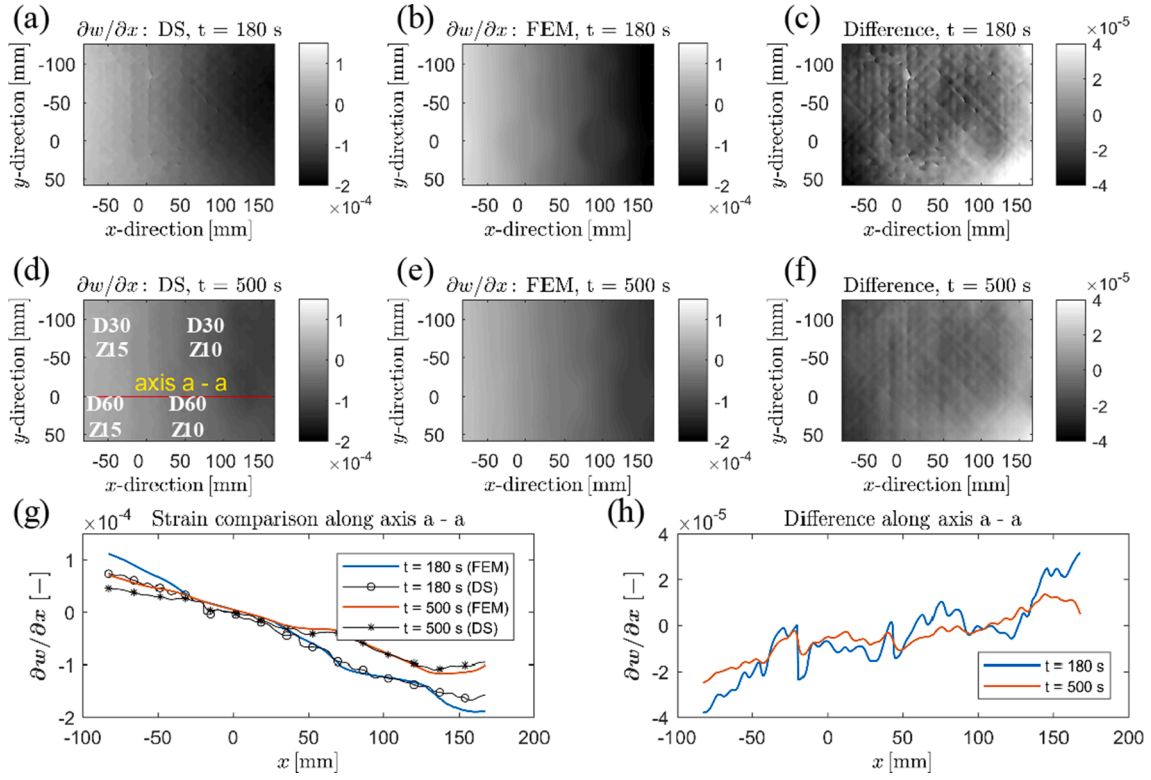 (a)
∂w/∂x: DS, t = 180 s
y-direction [mm]
-100
-50
0
50
-50 0 50 100 150
x-direction [mm]
1
0
-1
-2
×10⁻⁴
(b)
∂w/∂x: FEM, t = 180 s
y-direction [mm]
-100
-50
0
50
-50 0 50 100 150
x-direction [mm]
1
0
-1
-2
×10⁻⁴
(c)
Difference, t = 180 s
×10⁻⁵
y-direction [mm]
-100
-50
0
50
-50 0 50 100 150
x-direction [mm]
4
2
0
-2
-4
(d)
∂w/∂x: DS, t = 500 s
y-direction [mm]
-100
-50
0
50
D30 D30
Z15 Z10
axis a - a
D60 D60
Z15 Z10
-50 0 50 100 150
x-direction [mm]
1
0
-1
-2
×10⁻⁴
(e)
∂w/∂x: FEM, t = 500 s
y-direction [mm]
-100
-50
0
50
-50 0 50 100 150
x-direction [mm]
1
0
-1
-2
×10⁻⁴
(f)
Difference, t = 500 s
×10⁻⁵
y-direction [mm]
-100
-50
0
50
-50 0 50 100 150
x-direction [mm]
4
2
0
-2
-4
(g)
×10⁻⁴
Strain comparison along axis a - a
∂w/∂x [−]
1
0
-1
-2
t = 180 s (FEM)
t = 180 s (DS)
t = 500 s (FEM)
t = 500 s (DS)
-100 -50 0 50 100 150 200
x [mm]
(h)
×10⁻⁵
Difference along axis a - a
∂w/∂x [−]
4
2
0
-2
-4
t = 180 s
t = 500 s
-100 -50 0 50 100 150 200
x [mm]